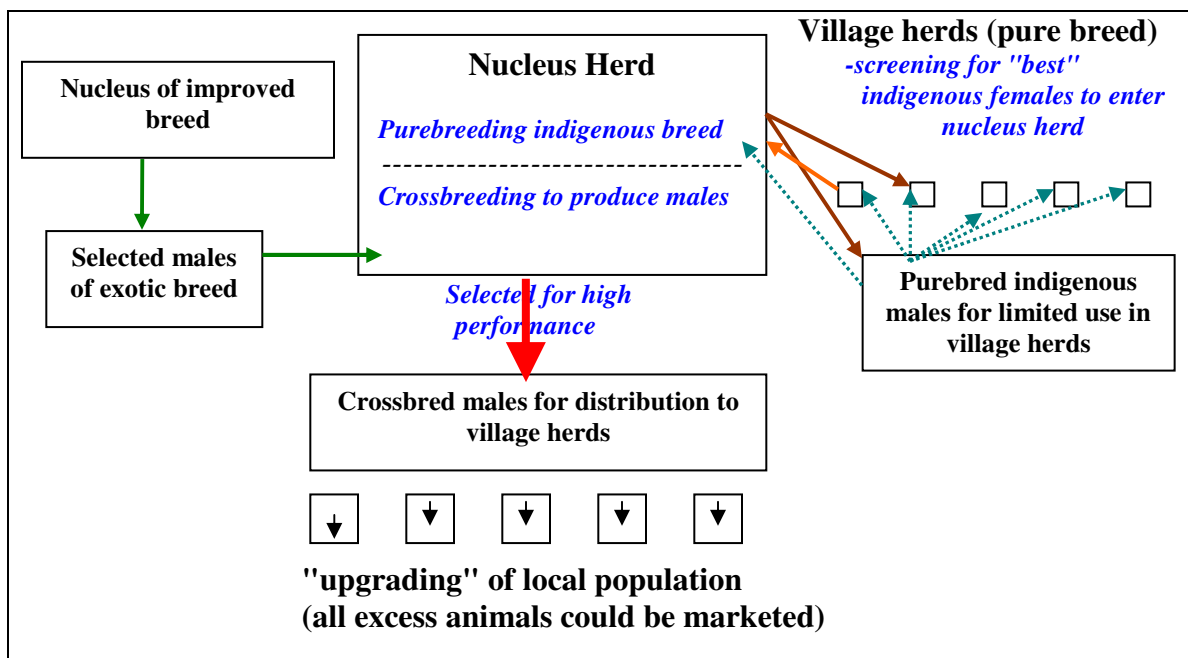 Nucleus of improved
breed
Selected males
of exotic breed
Nucleus Herd
Purebreeding indigenous breed
Crossbreeding to produce males
Selected for high
performance
Crossbred males for distribution to
village herds
"upgrading" of local population
(all excess animals could be marketed)
Village herds (pure breed)
-screening for "best"
indigenous females to enter
nucleus herd
Purebred indigenous
males for limited use in
village herds